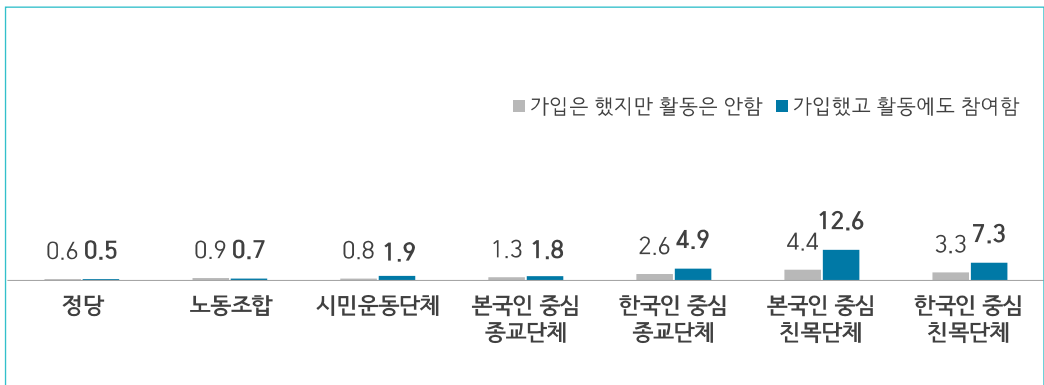 가입은 했지만 활동은 안함 가입했고 활동에도 참여함
0.6 0.5 0.9 0.7 0.8 1.9 1.3 1.8 2.6 4.9 4.4 12.6 3.3 7.3
정당 노동조합 시민운동단체 본국인 중심 한국인 중심 본국인 중심 한국인 중심
종교단체 종교단체 친목단체 친목단체